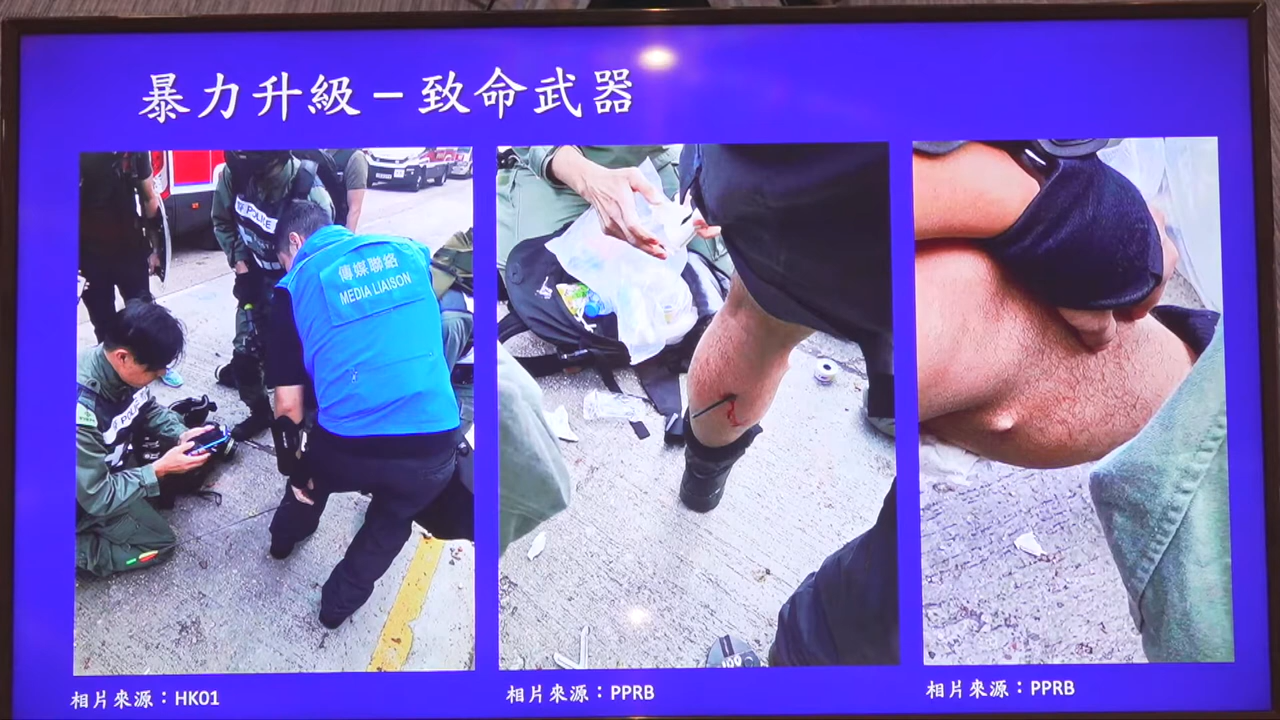 暴力升級 – 致命武器
POLICE
傳媒聯絡
MEDIA LIAISON
相片來源：HK01
相片來源：PPRB
相片來源：PPRB